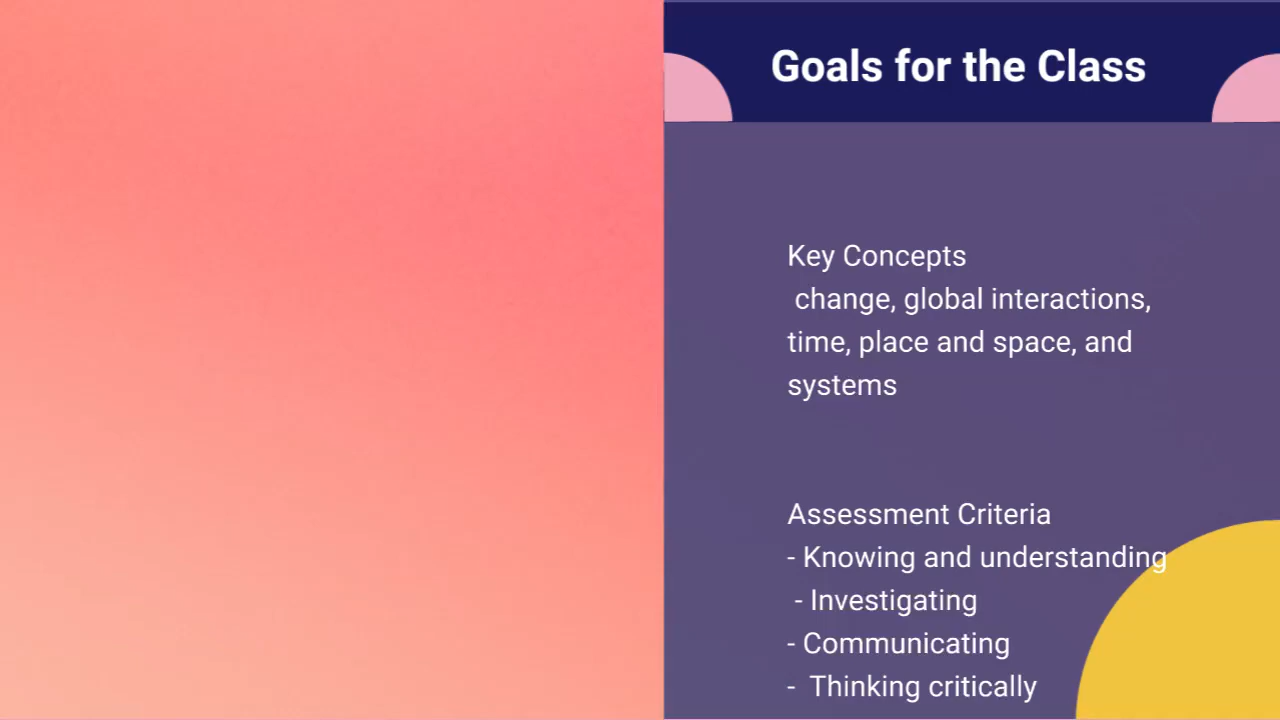 Goals for the Class
Key Concepts
change, global interactions,
time, place and space, and
systems
Assessment Criteria
- Knowing and understanding
- Investigating
- Communicating
-  Thinking critically